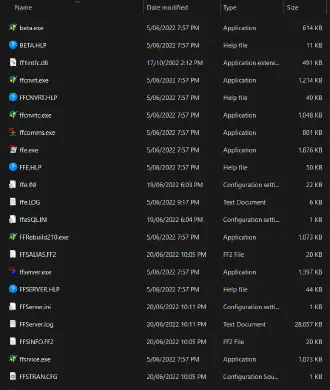 Name Date modified Type Size
beta.exe 5/06/2022 7:57 PM Application 614 KB
BETA.HLP 5/06/2022 7:57 PM Help file 11 KB
ff1intfc.dll 17/10/2002 2:12 PM Application exten... 491 KB
ffcnvrt.exe 5/06/2022 7:57 PM Application 1,214 KB
FFCNVRT.HLP 5/06/2022 7:57 PM Help file 40 KB
ffcnvrtc.exe 5/06/2022 7:57 PM Application 1,048 KB
ffcomms.exe 5/06/2022 7:57 PM Application 801 KB
ffe.exe 5/06/2022 7:57 PM Application 1,876 KB
FFE.HLP 5/06/2022 7:57 PM Help file 50 KB
ffe.INI 19/06/2022 6:03 PM Configuration setti... 22 KB
ffe.LOG 5/06/2022 9:17 PM Text Document 6 KB
ffeSQL.INI 19/06/2022 6:04 PM Configuration setti... 1 KB
FFRebuild210.exe 5/06/2022 7:57 PM Application 1,073 KB
FFSALIAS.FF2 20/06/2022 10:05 PM FF2 File 20 KB
ffserver.exe 5/06/2022 7:57 PM Application 1,397 KB
FFSERVER.HLP 5/06/2022 7:57 PM Help file 44 KB
FFSServer.ini 20/06/2022 10:11 PM Configuration setti... 1 KB
FFServer.log 20/06/2022 10:11 PM Text Document 28,057 KB
FFSINFO.FF2 20/06/2022 10:05 PM FF2 File 20 KB
ffsrvice.exe 5/06/2022 7:57 PM Application 1,073 KB
FFSTRAN.CFG 20/06/2022 10:05 PM Configuration Sou... 1 KB